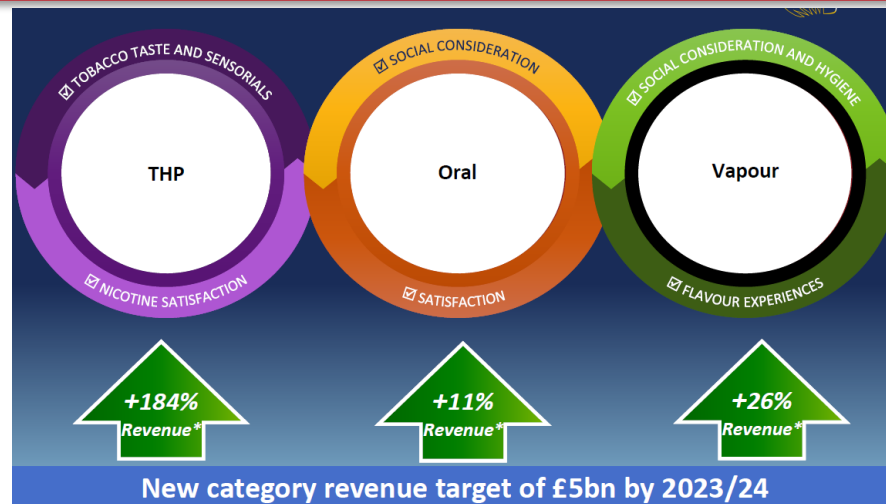 TOBACCO TASTE AND SENSORIALS
THP
NICOTINE SATISFACTION
SOCIAL CONSIDERATION
Oral
SATISFACTION
SOCIAL CONSIDERATION AND HYGIENE
Vapour
FLAVOUR EXPERIENCES
+184%
Revenue*
+11%
Revenue*
+26%
Revenue*
New category revenue target of £5bn by 2023/24